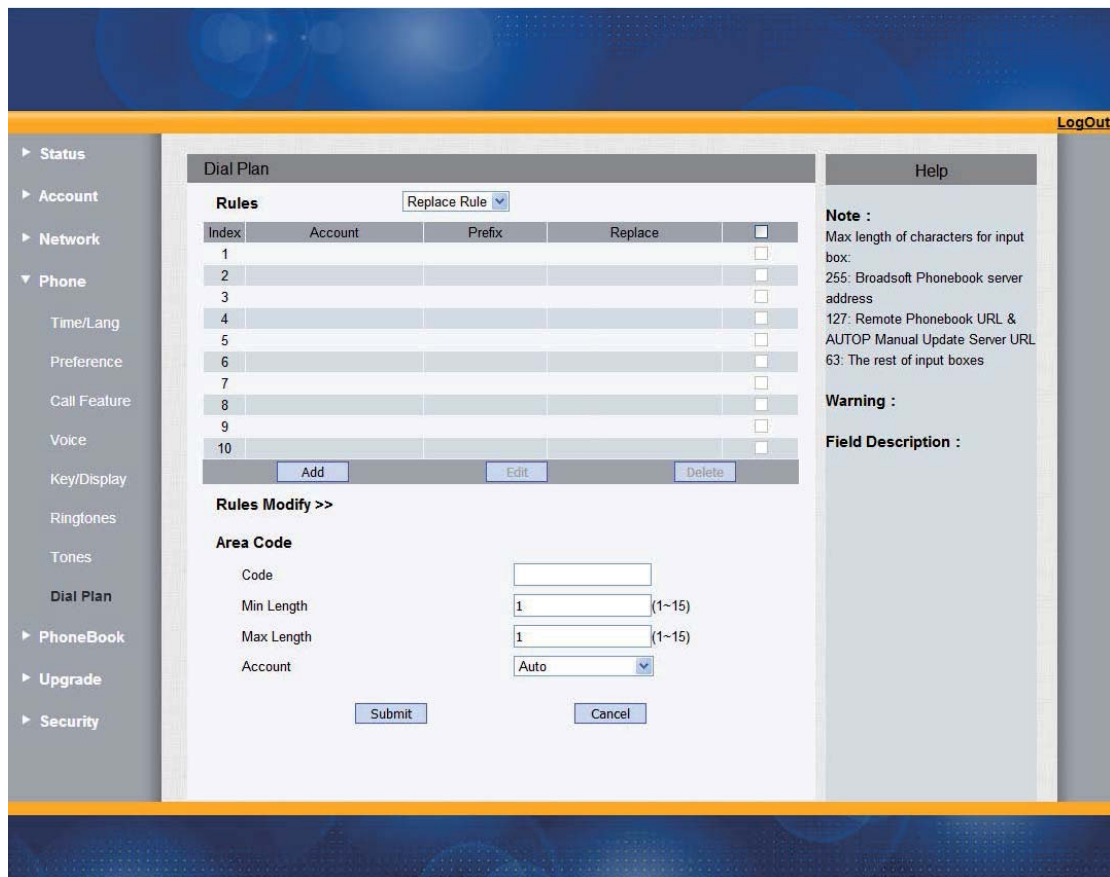 LogOut
Status
Account
Network
Phone
Time/Lang
Preference
Call Feature
Voice
Key/Display
Ringtones
Tones
Dial Plan
PhoneBook
Upgrade
Security
Dial Plan
Rules Replace Rule
Index Account Prefix Replace
1
2
3
4
5
6
7
8
9
10
Add Edit Delete
Rules Modify >>
Area Code
Code
Min Length 1 (1~15)
Max Length 1 (1~15)
Account Auto
Submit Cancel
Help
Note :
Max length of characters for input
box:
255: Broadsoft Phonebook server
address
127: Remote Phonebook URL &
AUTOP Manual Update Server URL
63: The rest of input boxes
Warning :
Field Description :